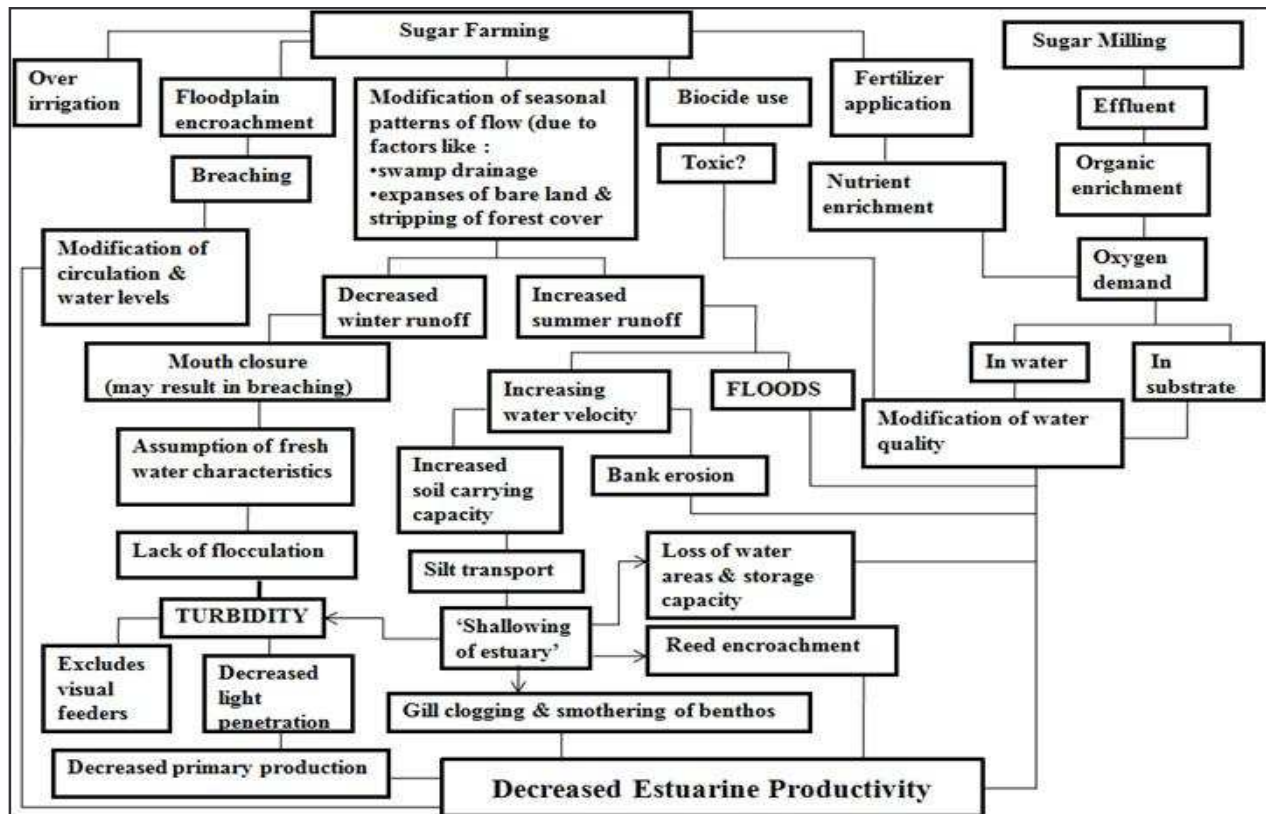 Sugar Farming
Sugar Milling
Over
irrigation
Floodplain
encroachment
Modification of seasonal
patterns of flow (due to
factors like :
•swamp drainage
•expanses of bare land &
stripping of forest cover
Biocide use
Fertilizer
application
Effluent
Breaching
Toxic?
Nutrient
enrichment
Organic
enrichment
Modification of
circulation &
water levels
Decreased
winter runoff
Increased
summer runoff
Oxygen
demand
Mouth closure
(may result in breaching)
Increasing
water velocity
FLOODS
In water
In
substrate
Modification of water
quality
Assumption of fresh
water characteristics
Increased
soil carrying
capacity
Bank erosion
Lack of flocculation
Silt transport
Loss of water
areas & storage
capacity
TURBIDITY
‘Shallowing
of estuary’
Reed encroachment
Excludes
visual
feeders
Decreased
light
penetration
Gill clogging & smothering of benthos
Decreased primary production
Decreased Estuarine Productivity